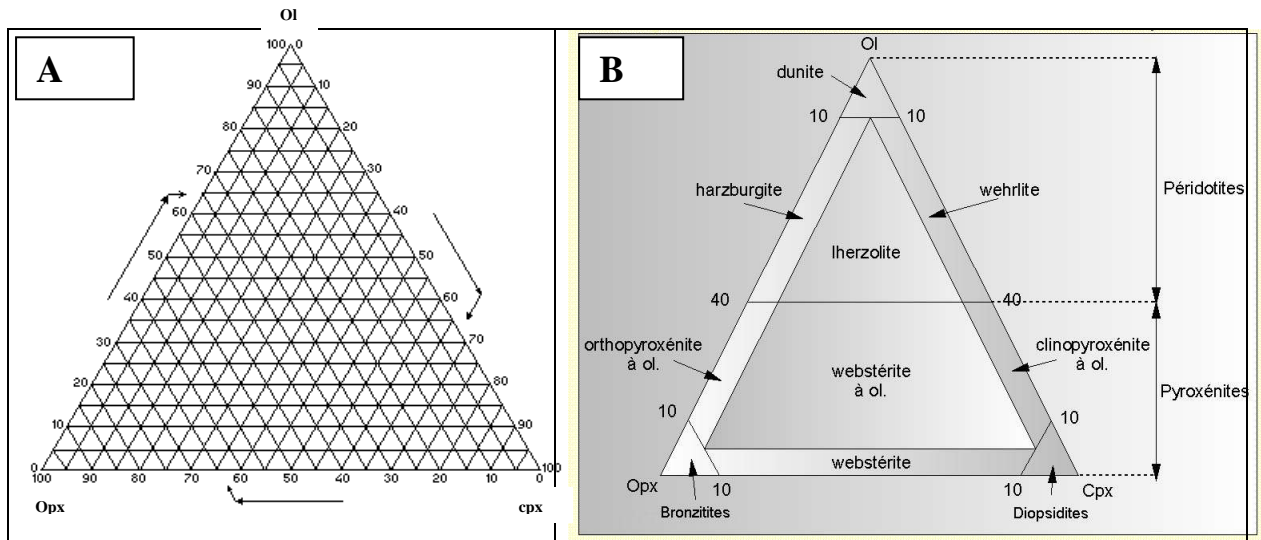 Ol
A
100 0
90 10
80 20
70 30
60 40
50 50
40 60
30 70
20 80
10 90
0 100
100 90 80 70 60 50 40 30 20 10 0
Opx cpx
B
Ol
dunite
10 10
harzburgite
wehrlite
Péridotites
lherzolite
40 40
orthopyroxénite
à ol.
webstérite
à ol.
clinopyroxénite
à ol.
Pyroxénites
10 10
webstérite
Opx 10 10 Cpx
Bronzitites
Diopsidites